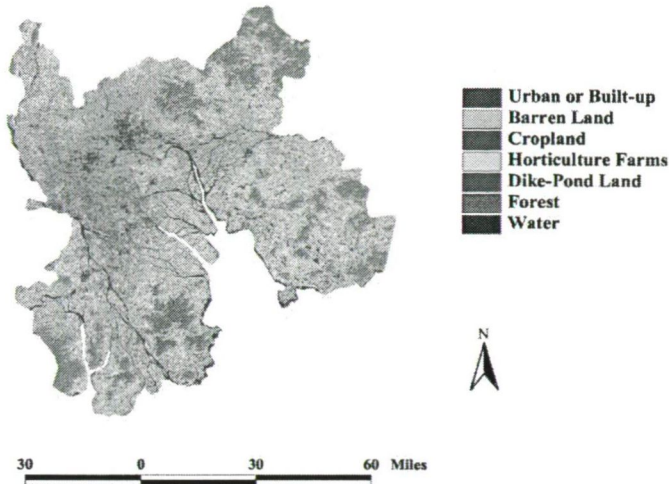 Urban or Built-up
Barren Land
Cropland
Horticulture Farms
Dike-Pond Land
Forest
Water
N
30 0 30 60 Miles